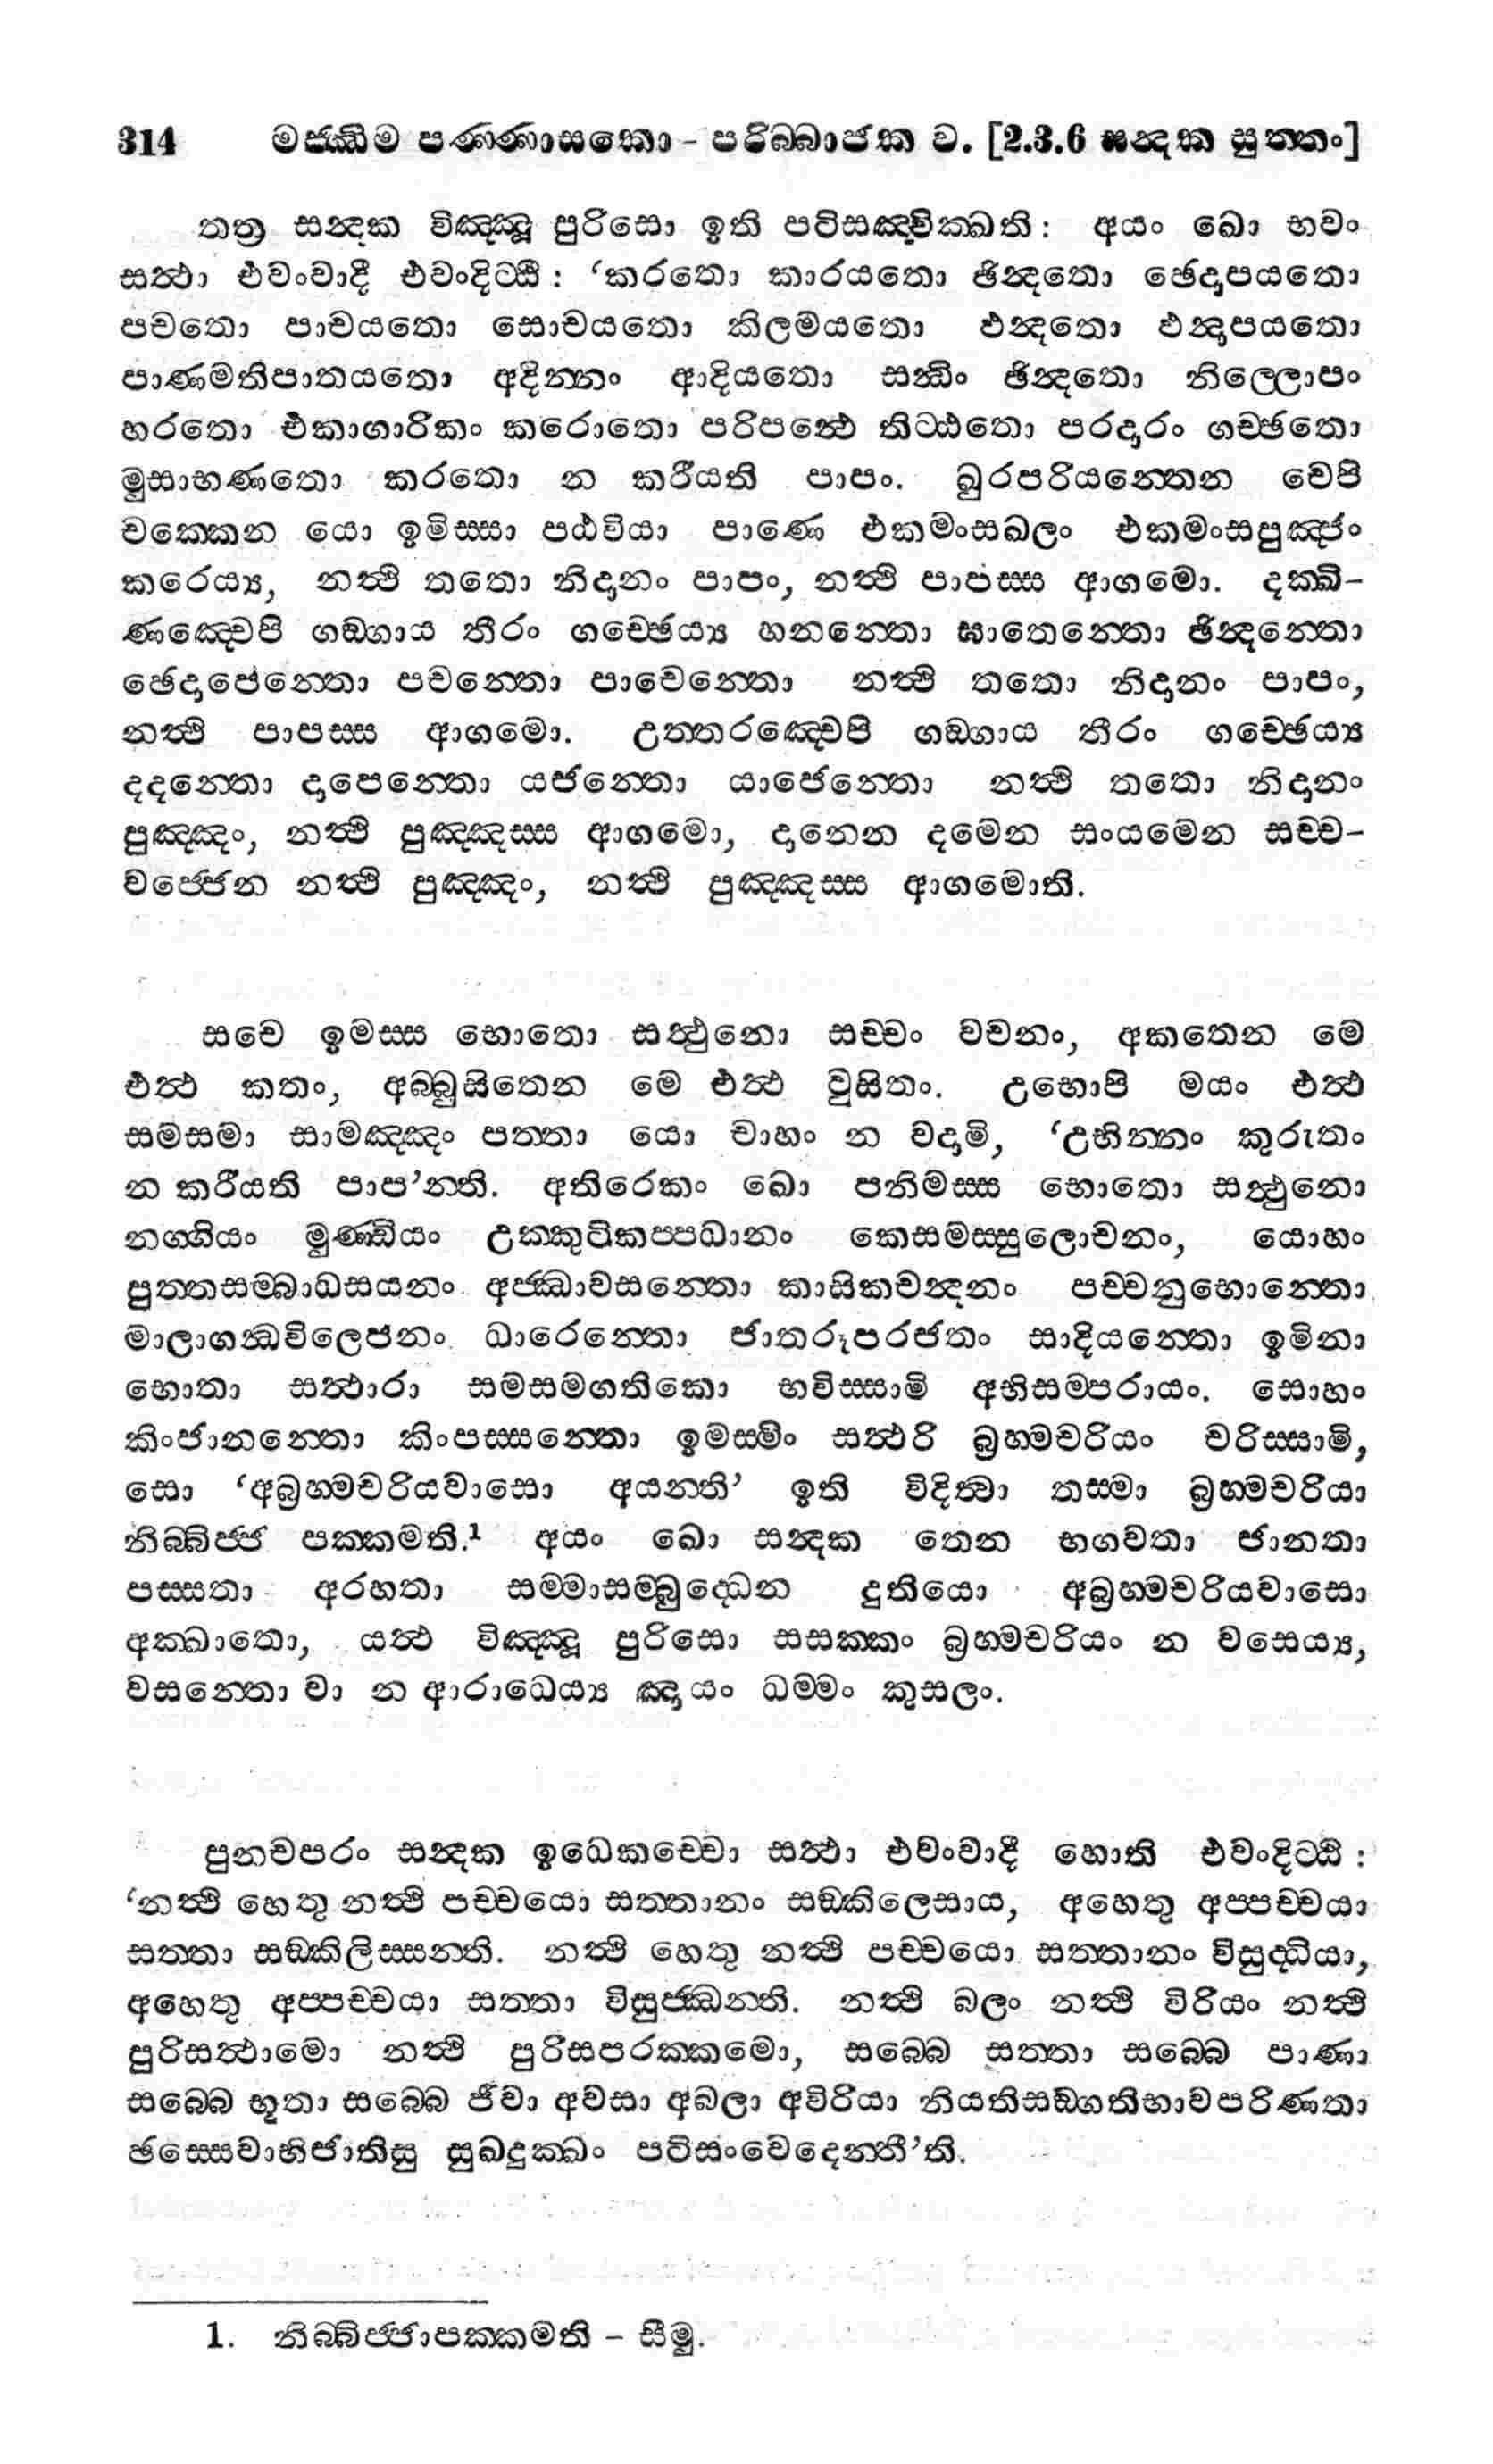 314 මජ්ඣිම පණ්ණාසකො - පරිබ්බාජක ව. [2.3.6 සන්දක සුත්තං]
තත්‍ර සන්දක විඤ්ඤූ පුරිසො ඉති පටිසඤ්චික්ඛති : අයං ඛො භවං
සත්ථා එවංවාදී එවංදිට්ඨී : ‘කරතො කාරයතො ඡින්දතො ඡෙදාපයතො
පචතො පාචයතො සොචයතො කිලමයතො ඵන්දතො ඵන්දාපයතො
පාණමතිපාතයතො අදින්නං ආදියතො සන්ධිං ඡින්දතො නිල්ලොපං
හරතො එකාගාරිකං කරොතො පරිපන්ථෙ තිට්ඨතො පරදාරං ගච්ඡතො
මුසාභණතො කරතො න කරීයති පාපං. ඛුරපරියන්තෙන චෙපි
චක්කෙන යො ඉමිස්සා පඨවියා පාණෙ එකමංසඛලං එකමංසපුඤ්ජං
කරෙය්‍ය, නත්ථි තතො නිදානං පාපං, නත්ථි පාපස්ස ආගමො. දක්ඛි-
ණඤ්චෙපි ගඞ්ගාය තීරං ගච්ඡෙය්‍ය හනන්තො ඝාතෙන්තො ඡින්දන්තො
ඡෙදාපෙන්තො පචන්තො පාචෙන්තො නත්ථි තතො නිදානං පාපං,
නත්ථි පාපස්ස ආගමො. උත්තරඤ්චෙපි ගඞ්ගාය තීරං ගච්ඡෙය්‍ය
දදන්තො දාපෙන්තො යජන්තො යාජෙන්තො නත්ථි තතො නිදානං
පුඤ්ඤං, නත්ථි පුඤ්ඤස්ස ආගමො, දානෙන දමෙන සංයමෙන සච්ච-
වජ්ජෙන නත්ථි පුඤ්ඤං, නත්ථි පුඤ්ඤස්ස ආගමොති.
සචෙ ඉමස්ස භොතො සත්ථුනො සච්චං වචනං, අකතෙන මෙ
එත්ථ කතං, අබ්බුසිතෙන මෙ එත්ථ වුසිතං. උභොපි මයං එත්ථ
සමසමා සාමඤ්ඤං පත්තා යො චාහං න වදාමි, ‘උභින්නං කුරුතං
න කරීයති පාප’න්ති. අතිරෙකං ඛො පනිමස්ස භොතො සත්ථුනො
නග්ගියං මුණ්ඩියං උක්කුටිකප්පධානං කෙසමස්සුලොචනං, යොහං
පුත්තසම්බාධසයනං අජ්ඣාවසන්තො කාසිකචන්දනං පච්චනුභොන්තො
මාලාගන්ධවිලෙපනං ධාරෙන්තො ජාතරූපරජතං සාදියන්තො ඉමිනා
භොතා සත්ථාරා සමසමගතිකො භවිස්සාමි අභිසම්පරායං. සොහං
කිංජානන්තො කිංපස්සන්තො ඉමස්මිං සත්ථරි බ්‍රහ්මචරියං චරිස්සාමි,
සො ‘අබ්‍රහ්මචරියවාසො අයන්ති’ ඉති විදිත්වා තස්මා බ්‍රහ්මචරියා
නිබ්බිජ්ජ පක්කමති.¹ අයං ඛො සන්දක තෙන භගවතා ජානතා
පස්සතා අරහතා සම්මාසම්බුද්ධෙන දුතියො අබ්‍රහ්මචරියවාසො
අක්ඛාතො, යත්ථ විඤ්ඤූ පුරිසො සසක්කං බ්‍රහ්මචරියං න වසෙය්‍ය,
වසන්තො වා න ආරාධෙය්‍ය ඤායං ධම්මං කුසලං.
පුනචපරං සන්දක ඉධෙකච්චො සත්ථා එවංවාදී හොති එවංදිට්ඨි :
‘නත්ථි හෙතු නත්ථි පච්චයො සත්තානං සඞ්කිලෙසාය, අහෙතු අප්පච්චයා
සත්තා සඞ්කිලිස්සන්ති. නත්ථි හෙතු නත්ථි පච්චයො සත්තානං විසුද්ධියා,
අහෙතු අප්පච්චයා සත්තා විසුජ්ඣන්ති. නත්ථි බලං නත්ථි විරියං නත්ථි
පුරිසත්ථාමො නත්ථි පුරිසපරක්කමො, සබ්බෙ සත්තා සබ්බෙ පාණා
සබ්බෙ භූතා සබ්බෙ ජීවා අවසා අබලා අවිරියා නියතිසඞ්ගතිභාවපරිණතා
ඡස්සෙවාභිජාතිසු සුඛදුක්ඛං පටිසංවෙදෙන්තී’ති.
1. නිබ්බිජ්ජාපක්කමති - සීමු.